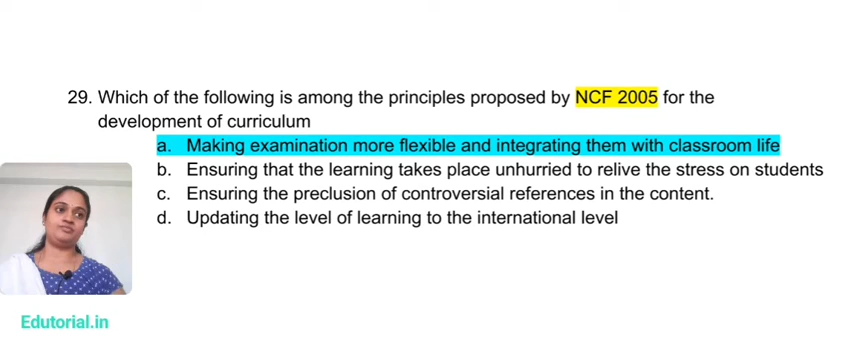 29. Which of the following is among the principles proposed by NCF 2005 for the
development of curriculum
a. Making examination more flexible and integrating them with classroom life
b. Ensuring that the learning takes place unhurried to relive the stress on students
c. Ensuring the preclusion of controversial references in the content.
d. Updating the level of learning to the international level
Edutorial.in